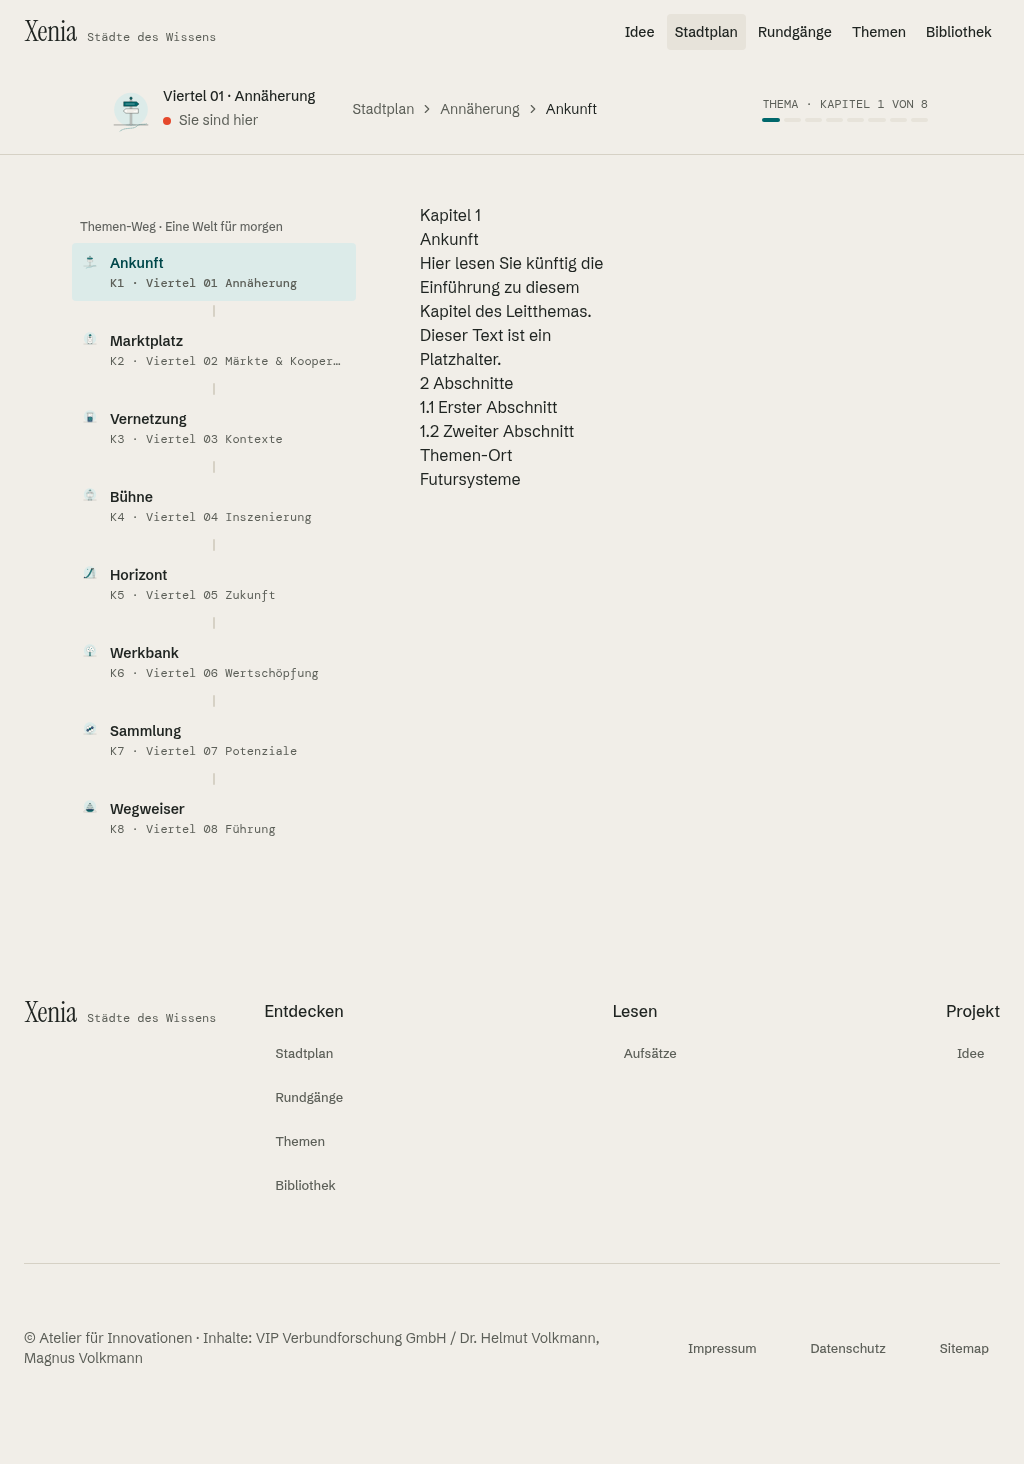 Xenia Städte des Wissens
Idee Stadtplan Rundgänge Themen Bibliothek
Viertel 01 · Annäherung
Sie sind hier
Stadtplan > Annäherung > Ankunft
THEMA · KAPITEL 1 VON 8
Themen-Weg · Eine Welt für morgen
Ankunft
K1 · Viertel 01 Annäherung
Marktplatz
K2 · Viertel 02 Märkte & Kooper…
Vernetzung
K3 · Viertel 03 Kontexte
Bühne
K4 · Viertel 04 Inszenierung
Horizont
K5 · Viertel 05 Zukunft
Werkbank
K6 · Viertel 06 Wertschöpfung
Sammlung
K7 · Viertel 07 Potenziale
Wegweiser
K8 · Viertel 08 Führung
Kapitel 1
Ankunft
Hier lesen Sie künftig die
Einführung zu diesem
Kapitel des Leitthemas.
Dieser Text ist ein
Platzhalter.
2 Abschnitte
1.1 Erster Abschnitt
1.2 Zweiter Abschnitt
Themen-Ort
Futursysteme
Xenia Städte des Wissens
Entdecken
Stadtplan
Rundgänge
Themen
Bibliothek
Lesen
Aufsätze
Projekt
Idee
© Atelier für Innovationen · Inhalte: VIP Verbundforschung GmbH / Dr. Helmut Volkmann,
Magnus Volkmann
Impressum Datenschutz Sitemap